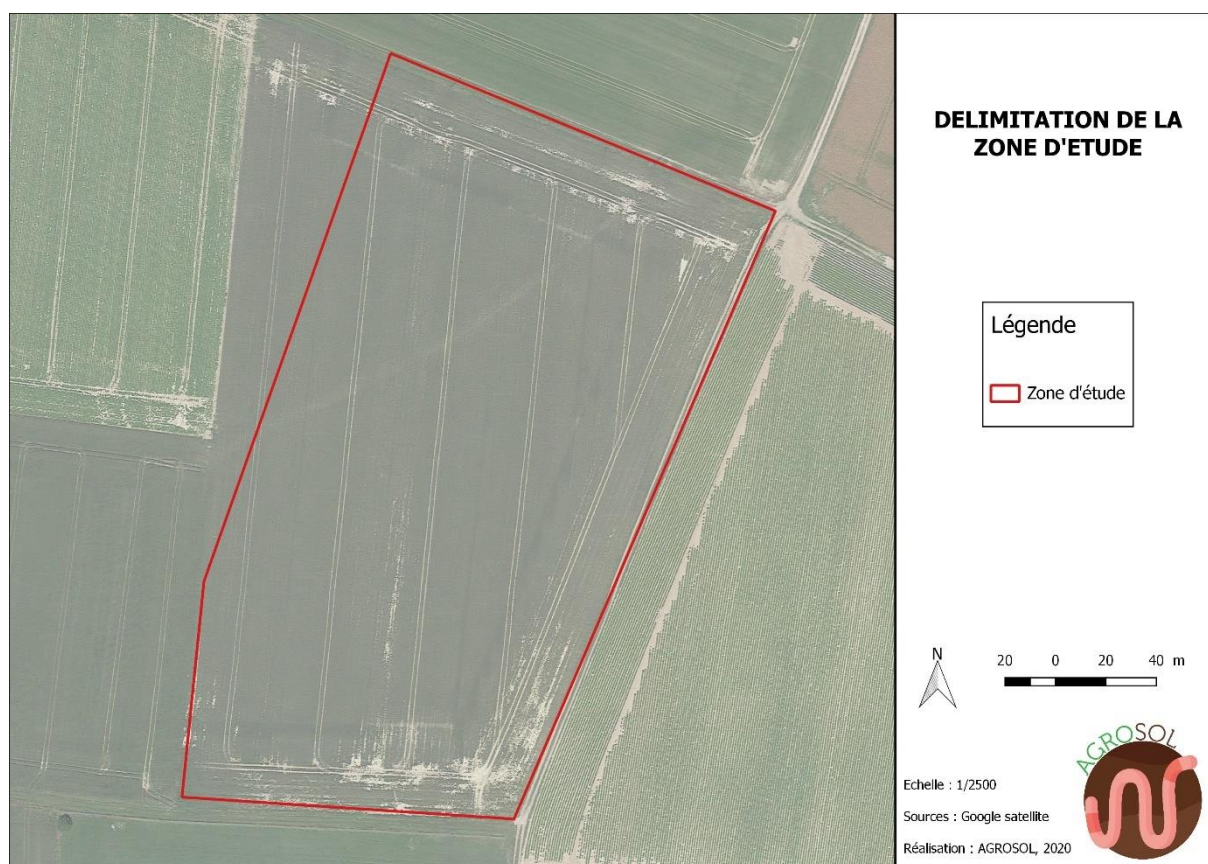 DELIMITATION DE LA
ZONE D'ETUDE
Légende
Zone d'étude
N
20 0 20 40 m
AGROSOL
Echelle : 1/2500
Sources : Google satellite
Réalisation : AGROSOL, 2020